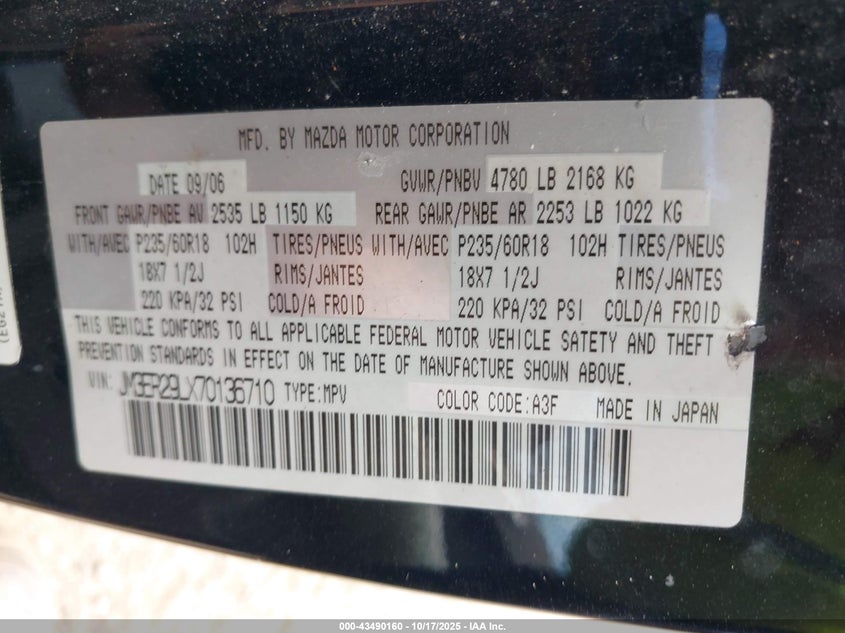 MFD. BY MAZDA MOTOR CORPORATION
DATE 09/06 GVWR/PNBV 4780 LB 2168 KG
FRONT GAWR/PNBE AV 2535 LB 1150 KG REAR GAWR/PNBE AR 2253 LB 1022 KG
WITH/AVEC P235/60R18 102H TIRES/PNEUS WITH/AVEC P235/60R18 102H TIRES/PNEUS
18X7 1/2J RIMS/JANTES 18X7 1/2J RIMS/JANTES
220 KPA/32 PSI COLD/A FROID 220 KPA/32 PSI COLD/A FROID
THIS VEHICLE CONFORMS TO ALL APPLICABLE FEDERAL MOTOR VEHICLE SAFETY AND THEFT
PREVENTION STANDARDS IN EFFECT ON THE DATE OF MANUFACTURE SHOWN ABOVE.
VIN: JM3ER29LX70136710 TYPE:MPV COLOR CODE:A3F MADE IN JAPAN
000-43490160 - 10/17/2025 - IAA Inc.